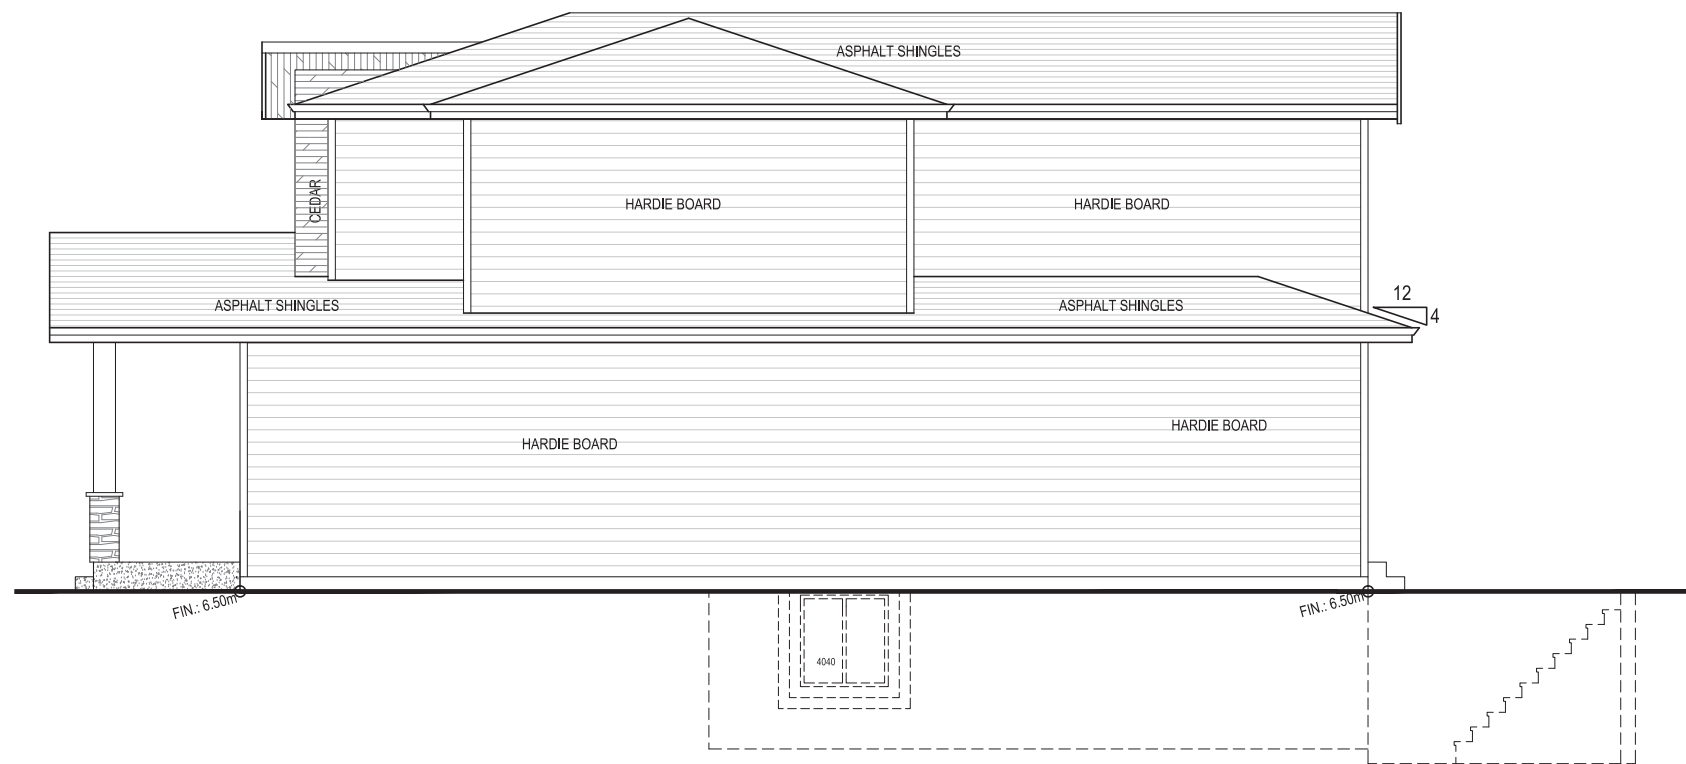 ASPHALT SHINGLES
CEDAR
HARDIE BOARD
HARDIE BOARD
ASPHALT SHINGLES
ASPHALT SHINGLES
12
4
HARDIE BOARD
HARDIE BOARD
FIN.: 6.50m
FIN.: 6.50m
4040